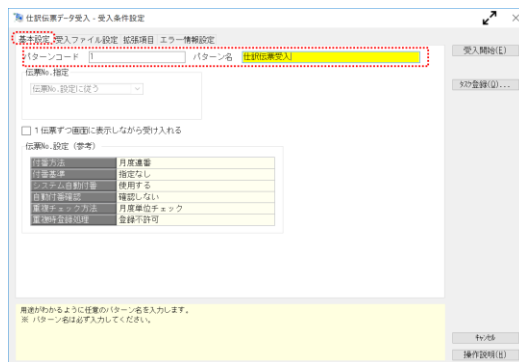 仕訳伝票データ受入 - 受入条件設定
基本設定 受入ファイル設定 拡張項目 エラー情報設定
パターンコード 1 パターン名 仕訳伝票受入
伝票No.指定
伝票No.設定に従う
1伝票ずつ画面に表示しながら受け入れる
伝票No.設定(参考)
付番方法 月度連番
付番基準 指定なし
システム自動付番 使用する
自動付番確認 確認しない
重複チェック方法 月度単位チェック
重複時登録処理 登録不許可
用途がわかるように任意のパターン名を入力します。
※ パターン名は必ず入力してください。
受入開始(E)
タスク登録(Q)...
キャンセル
操作説明(H)